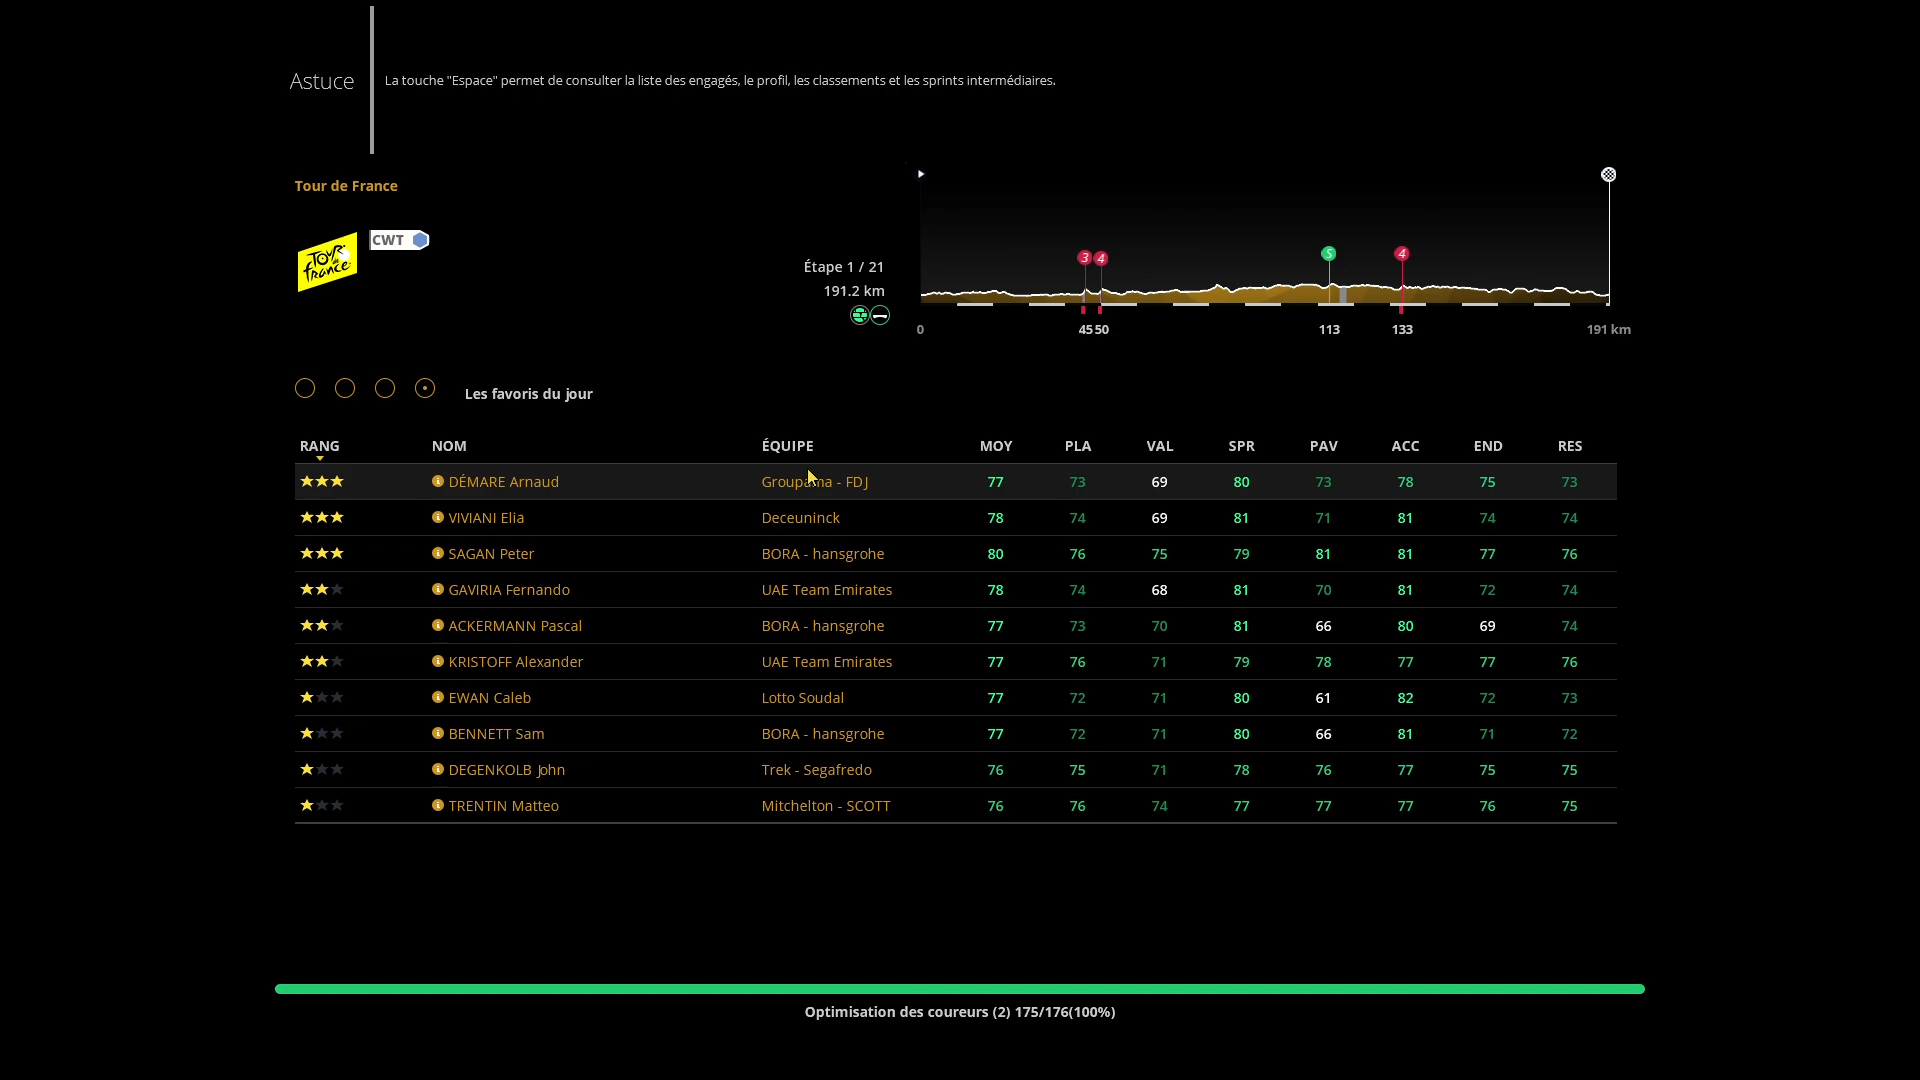 Astuce
La touche "Espace" permet de consulter la liste des engagés, le profil, les classements et les sprints intermédiaires.
Tour de France
TOUR de france
CWT
Étape 1 / 21
191.2 km
3 4 S 4
0 45 50 113 133 191 km
Les favoris du jour
RANG NOM ÉQUIPE MOY PLA VAL SPR PAV ACC END RES
DÉMARE Arnaud Groupama - FDJ 77 73 69 80 73 78 75 73
VIVIANI Elia Deceuninck 78 74 69 81 71 81 74 74
SAGAN Peter BORA - hansgrohe 80 76 75 79 81 81 77 76
GAVIRIA Fernando UAE Team Emirates 78 74 68 81 70 81 72 74
ACKERMANN Pascal BORA - hansgrohe 77 73 70 81 66 80 69 74
KRISTOFF Alexander UAE Team Emirates 77 76 71 79 78 77 77 76
EWAN Caleb Lotto Soudal 77 72 71 80 61 82 72 73
BENNETT Sam BORA - hansgrohe 77 72 71 80 66 81 71 72
DEGENKOLB John Trek - Segafredo 76 75 71 78 76 77 75 75
TRENTIN Matteo Mitchelton - SCOTT 76 76 74 77 77 77 76 75
Optimisation des coureurs (2) 175/176(100%)